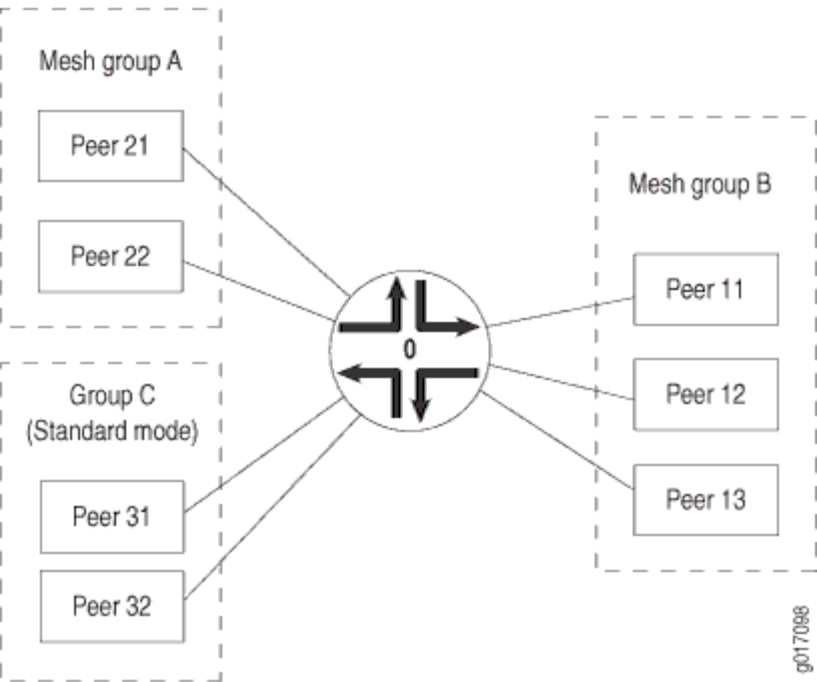 Mesh group A
Peer 21
Peer 22
Group C
(Standard mode)
Peer 31
Peer 32
0
Mesh group B
Peer 11
Peer 12
Peer 13
g017098